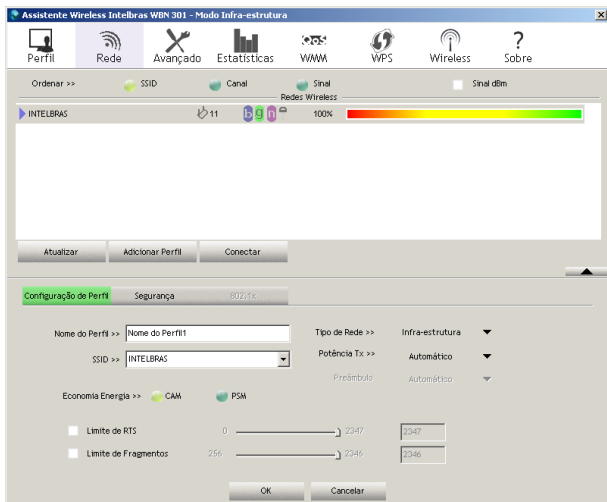 Assistente Wireless Intelbras WBN 301 - Modo Infra-estrutura
Perfil Rede Avançado Estatísticas QoS WMM WPS Wireless ? Sobre
Ordenar >> SSID Canal Sinal Sinal dBm
Redes Wireless
INTELBRAS 11 b g n 100%
Atualizar Adicionar Perfil Conectar
Configuração de Perfil Segurança 802.1x
Nome do Perfil >> Nome do Perfil1 Tipo de Rede >> Infra-estrutura
SSID >> INTELBRAS Potência Tx >> Automático
Preâmbulo Automático
Economia Energia >> CAM PSM
Limite de RTS 0 2347 2347
Limite de Fragmentos 256 2346 2346
OK Cancelar